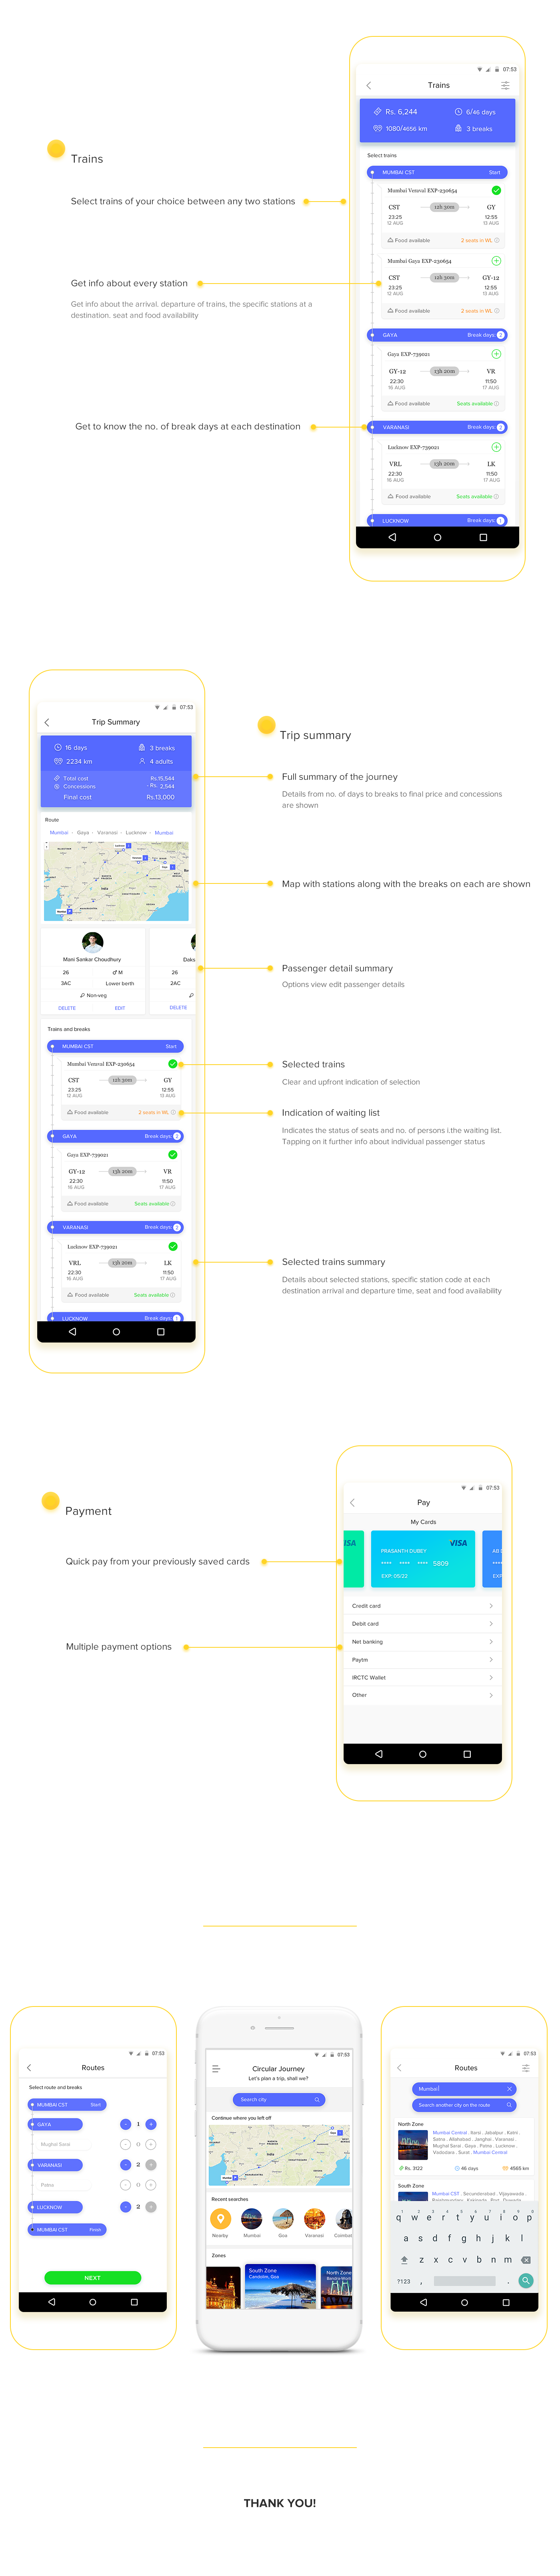 07:53
Trains
Rs. 6,244
6/46 days
1080/4656 km
3 breaks
Select trains
MUMBAI CST Start
Mumbai Vensval EXP-230654
CST 12h 30m GY
23:25 12:55
12 AUG 13 AUG
Food available 2 seats in WL
Mumbai Gaya EXP-230654
CST 12h 30m GY-12
23:25 12:55
12 AUG 13 AUG
Food available 2 seats in WL
GAYA Break days: 2
Gaya EXP-739021
GY-12 13h 20m VR
22:30 11:50
16 AUG 17 AUG
Food available Seats available
VARANASI Break days: 2
Lucknow EXP-739021
VRL 13h 20m LK
22:30 11:50
16 AUG 17 AUG
Food available Seats available
LUCKNOW Break days: 1
Trains
Select trains of your choice between any two stations
Get info about every station
Get info about the arrival. departure of trains, the specific stations at a
destination. seat and food availability
Get to know the no. of break days at each destination
07:53
Trip Summary
16 days 3 breaks
2234 km 4 adults
Total cost Rs.15,544
Concessions - Rs. 2,544
Final cost Rs.13,000
Route
Mumbai · Gaya · Varanasi · Lucknow · Mumbai
Mani Sankar Choudhury Daks
26 M 26
3AC Lower berth 2AC
Non-veg
DELETE EDIT DELETE
Trains and breaks
MUMBAI CST Start
Mumbai Vensval EXP-230654
CST 12h 30m GY
23:25 12:55
12 AUG 13 AUG
Food available 2 seats in WL
GAYA Break days: 2
Gaya EXP-739021
GY-12 13h 20m VR
22:30 11:50
16 AUG 17 AUG
Food available Seats available
VARANASI Break days: 2
Lucknow EXP-739021
VRL 13h 20m LK
22:30 11:50
16 AUG 17 AUG
Food available Seats available
LUCKNOW Break days: 1
Trip summary
Full summary of the journey
Details from no. of days to breaks to final price and concessions
are shown
Map with stations along with the breaks on each are shown
Passenger detail summary
Options view edit passenger details
Selected trains
Clear and upfront indication of selection
Indication of waiting list
Indicates the status of seats and no. of persons i.the waiting list.
Tapping on it further info about individual passenger status
Selected trains summary
Details about selected stations, specific station code at each
destination arrival and departure time, seat and food availability
Payment
Quick pay from your previously saved cards
Multiple payment options
07:53
Pay
My Cards
VISA
PRASANTH DUBEY
**** **** **** 5809
EXP: 05/22
Credit card
Debit card
Net banking
Paytm
IRCTC Wallet
Other
07:53
Routes
Select route and breaks
MUMBAI CST Start
GAYA - 1 +
Mughal Sarai - 0 +
VARANASI - 2 +
Patna - 0 +
LUCKNOW - 2 +
MUMBAI CST Finish
NEXT
07:53
Circular Journey
Let's plan a trip, shall we?
Search city
Continue where you left off
Recent searches
Nearby Mumbai Goa Varanasi Coimbat
Zones
South Zone
Candolim, Goa
North Zone
07:53
Routes
Mumbai
Search another city on the route
North Zone
Mumbai Central . Itarsi . Jabalpur . Katni .
Satna . Allahabad . Janghai . Varanasi .
Mughal Sarai . Gaya . Patna . Lucknow .
Vadodara . Surat . Mumbai Central
Rs. 3122 46 days 4565 km
South Zone
Mumbai CST . Secunderabad . Vijayawada .
q w e r t y u i o p
a s d f g h j k l
z x c v b n m
?123 , .
THANK YOU!